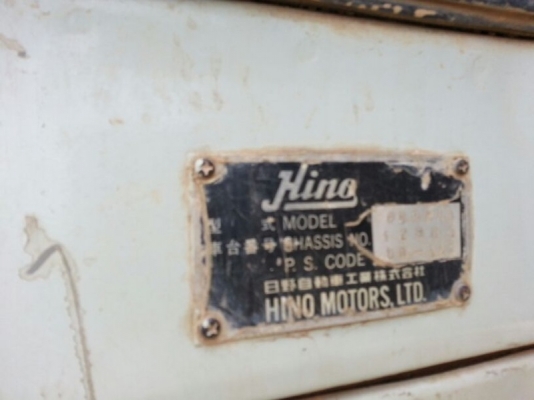 Hino
型 式 MODEL
車台番号 CHASSIS NO.
P. S. CODE
日野自動車工業株式会社
HINO MOTORS, LTD.